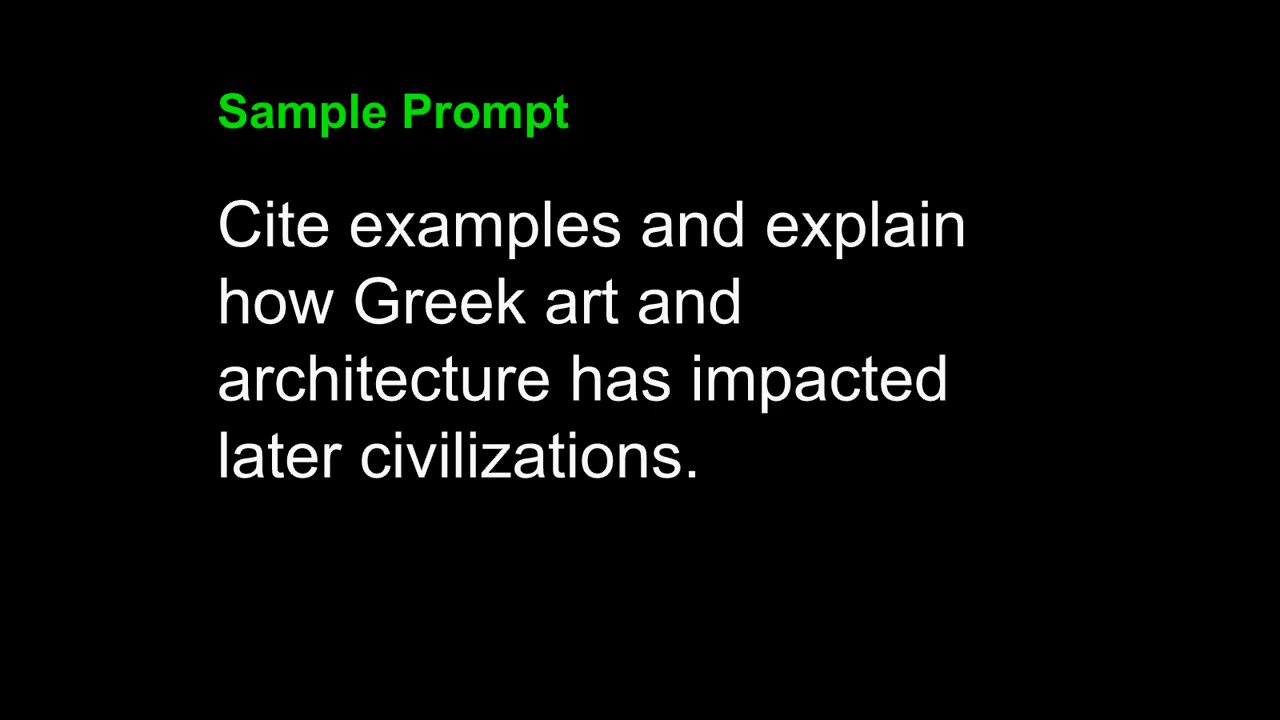 Sample Prompt
Cite examples and explain
how Greek art and
architecture has impacted
later civilizations.